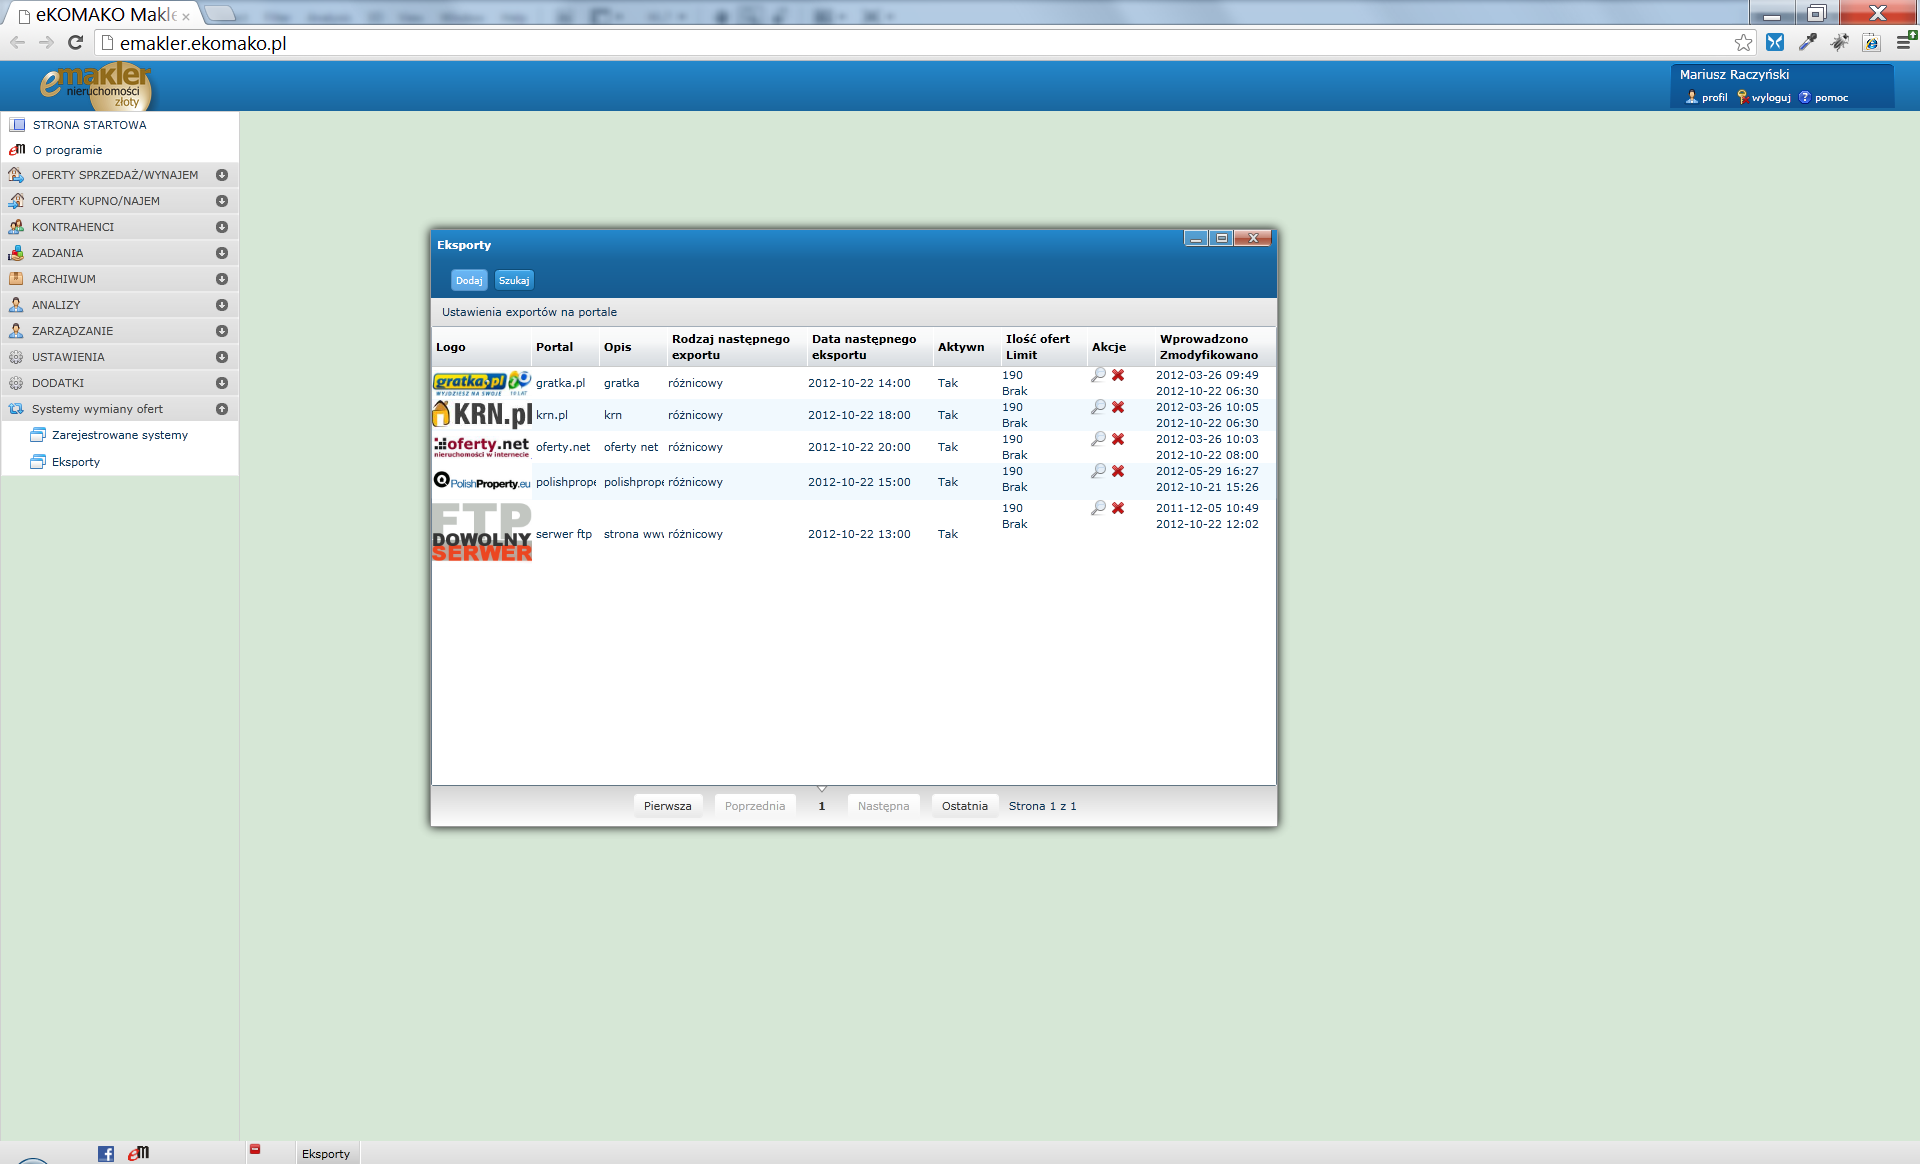 eKOMAKO Makle
emakler.ekomako.pl
emakler
nieruchomości
złoty
Mariusz Raczyński
profil wyloguj pomoc
STRONA STARTOWA
em O programie
OFERTY SPRZEDAŻ/WYNAJEM
OFERTY KUPNO/NAJEM
KONTRAHENCI
ZADANIA
ARCHIWUM
ANALIZY
ZARZĄDZANIE
USTAWIENIA
DODATKI
Systemy wymiany ofert
Zarejestrowane systemy
Eksporty
Eksporty
Dodaj Szukaj
Ustawienia exportów na portale
Logo Portal Opis Rodzaj następnego exportu Data następnego eksportu Aktywn Ilość ofert Limit Akcje Wprowadzono Zmodyfikowano
gratka.pl WYJDZIESZ NA SWOJE 10 LAT gratka.pl gratka różnicowy 2012-10-22 14:00 Tak 190 Brak 2012-03-26 09:49 2012-10-22 06:30
KRN.pl krn.pl krn różnicowy 2012-10-22 18:00 Tak 190 Brak 2012-03-26 10:05 2012-10-22 06:30
oferty.net nieruchomości w internecie oferty.net oferty net różnicowy 2012-10-22 20:00 Tak 190 Brak 2012-03-26 10:03 2012-10-22 08:00
PolishProperty.eu polishprope polishprope różnicowy 2012-10-22 15:00 Tak 190 Brak 2012-05-29 16:27 2012-10-21 15:26
FTP DOWOLNY SERWER serwer ftp strona www różnicowy 2012-10-22 13:00 Tak 190 Brak 2011-12-05 10:49 2012-10-22 12:02
Pierwsza Poprzednia 1 Następna Ostatnia Strona 1 z 1
f em Eksporty